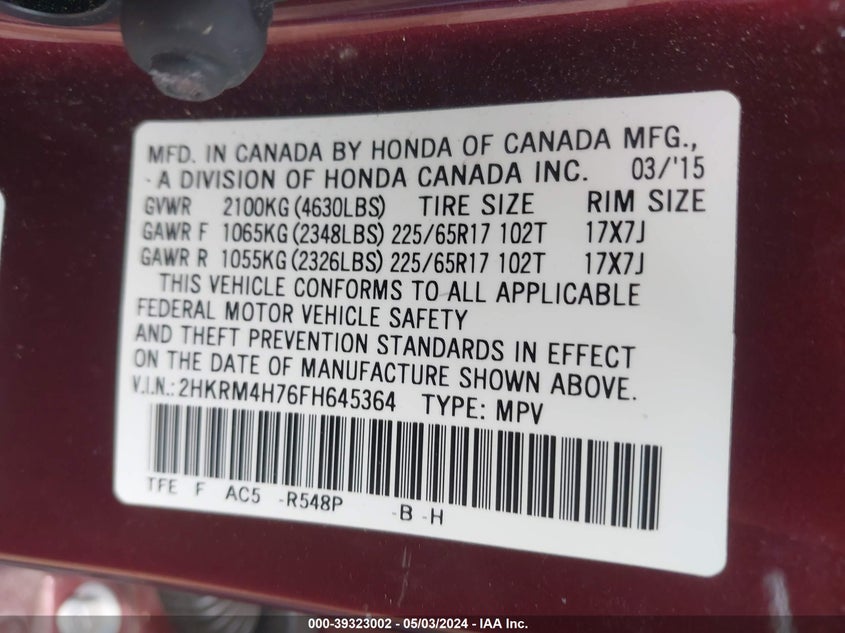 MFD. IN CANADA BY HONDA OF CANADA MFG.,
- A DIVISION OF HONDA CANADA INC. 03/'15
GVWR 2100KG (4630LBS) TIRE SIZE RIM SIZE
GAWR F 1065KG (2348LBS) 225/65R17 102T 17X7J
GAWR R 1055KG (2326LBS) 225/65R17 102T 17X7J
THIS VEHICLE CONFORMS TO ALL APPLICABLE
FEDERAL MOTOR VEHICLE SAFETY
AND THEFT PREVENTION STANDARDS IN EFFECT
ON THE DATE OF MANUFACTURE SHOWN ABOVE.
V.I.N.: 2HKRM4H76FH645364 TYPE: MPV
TFE F AC5 -R548P -B -H
000-39323002 - 05/03/2024 - IAA Inc.